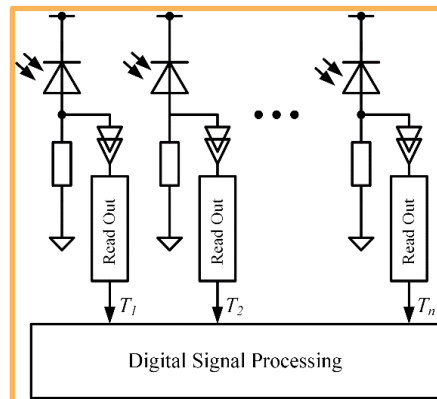 Read Out
Read Out
Read Out
T1
T2
Tn
Digital Signal Processing